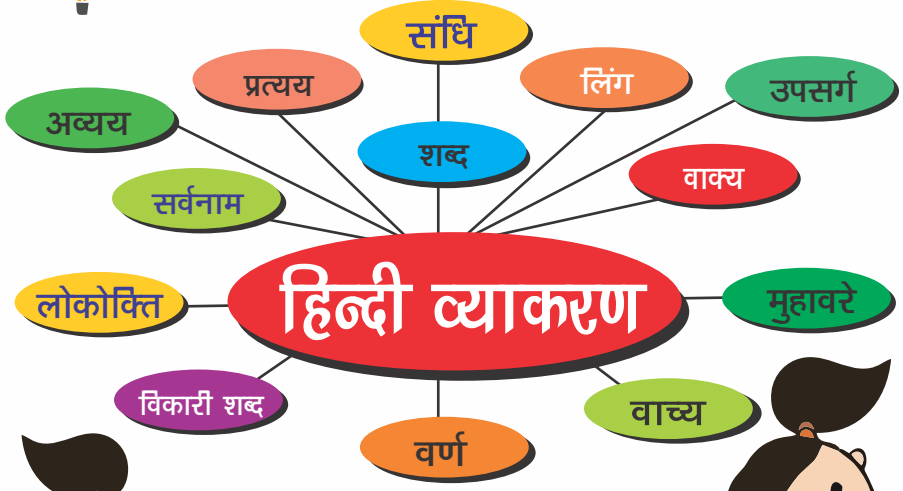 संधि
प्रत्यय
लिंग
अव्यय
उपसर्ग
शब्द
सर्वनाम
वाक्य
हिन्दी व्याकरण
लोकोक्ति
मुहावरे
विकारी शब्द
वाच्य
वर्ण